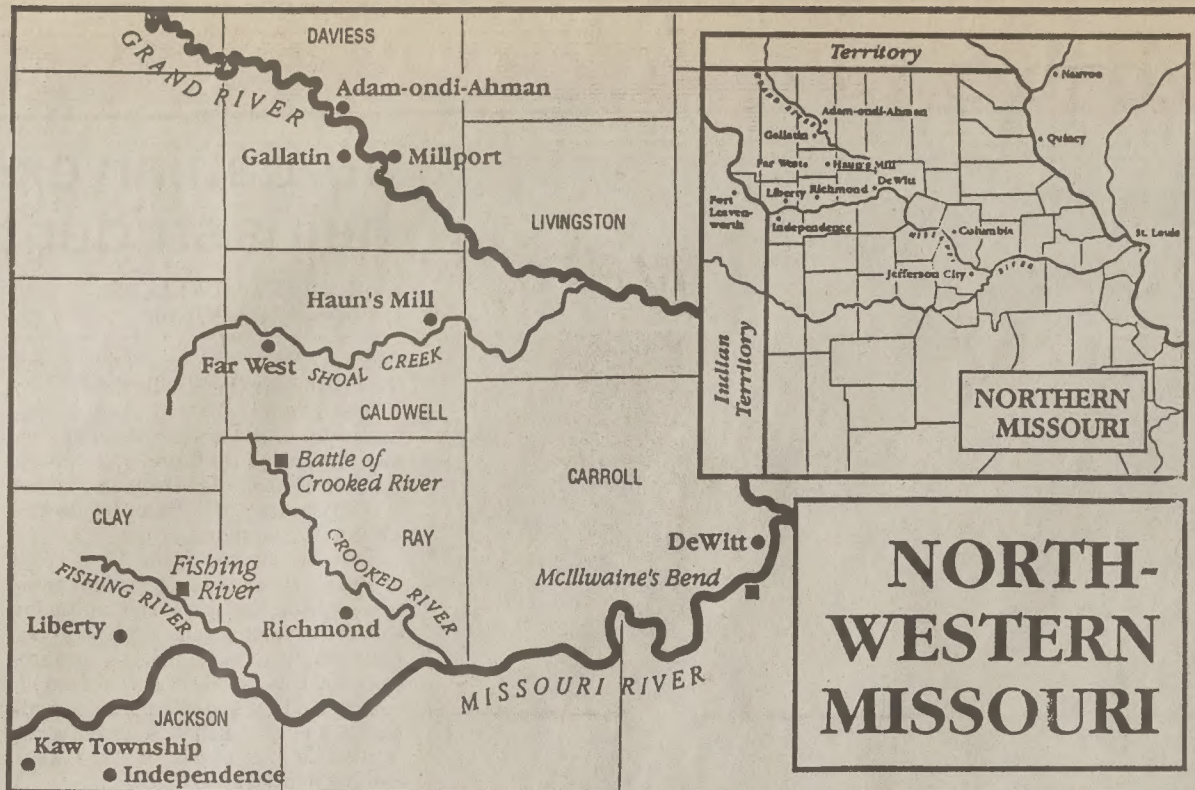 DAVIESS
GRAND RIVER
Adam-ondi-Ahman
Gallatin
Millport
LIVINGSTON
Haun's Mill
Far West
SHOAL CREEK
CALDWELL
Battle of
Crooked River
CARROLL
CLAY
RAY
CROOKED RIVER
Fishing
River
FISHING RIVER
DeWitt
McIllwaine's Bend
Liberty
Richmond
MISSOURI RIVER
JACKSON
Kaw Township
Independence
Territory
Nauvoo
Adam-ondi-Ahman
Gallatin
Quincy
Far West
Haun's Mill
DeWitt
Liberty
Richmond
Fort
Leaven-
worth
Independence
Columbia
St. Louis
Jefferson City
RIVER
Indian
Territory
NORTHERN
MISSOURI
NORTH-
WESTERN
MISSOURI